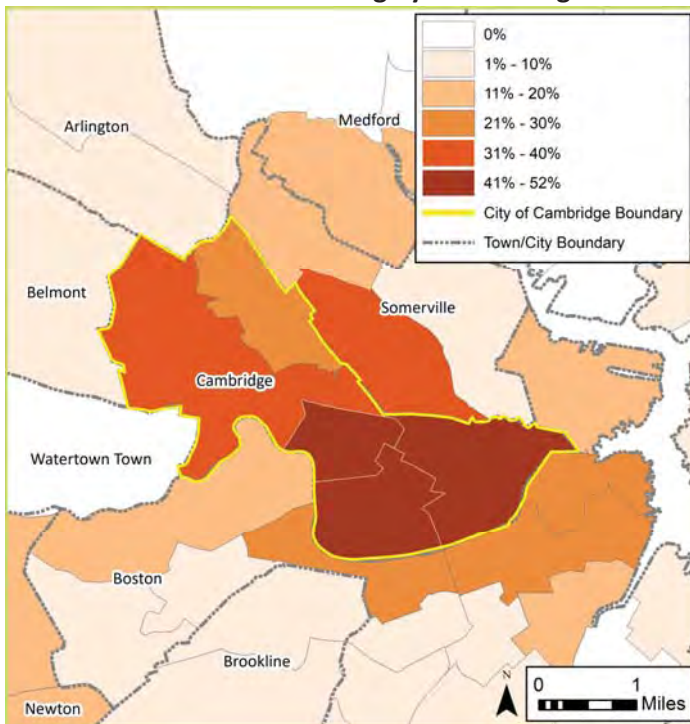 0%
1% - 10%
11% - 20%
21% - 30%
31% - 40%
41% - 52%
City of Cambridge Boundary
Town/City Boundary
Arlington
Medford
Belmont
Somerville
Cambridge
Watertown Town
Boston
Brookline
Newton
N
0 1
Miles